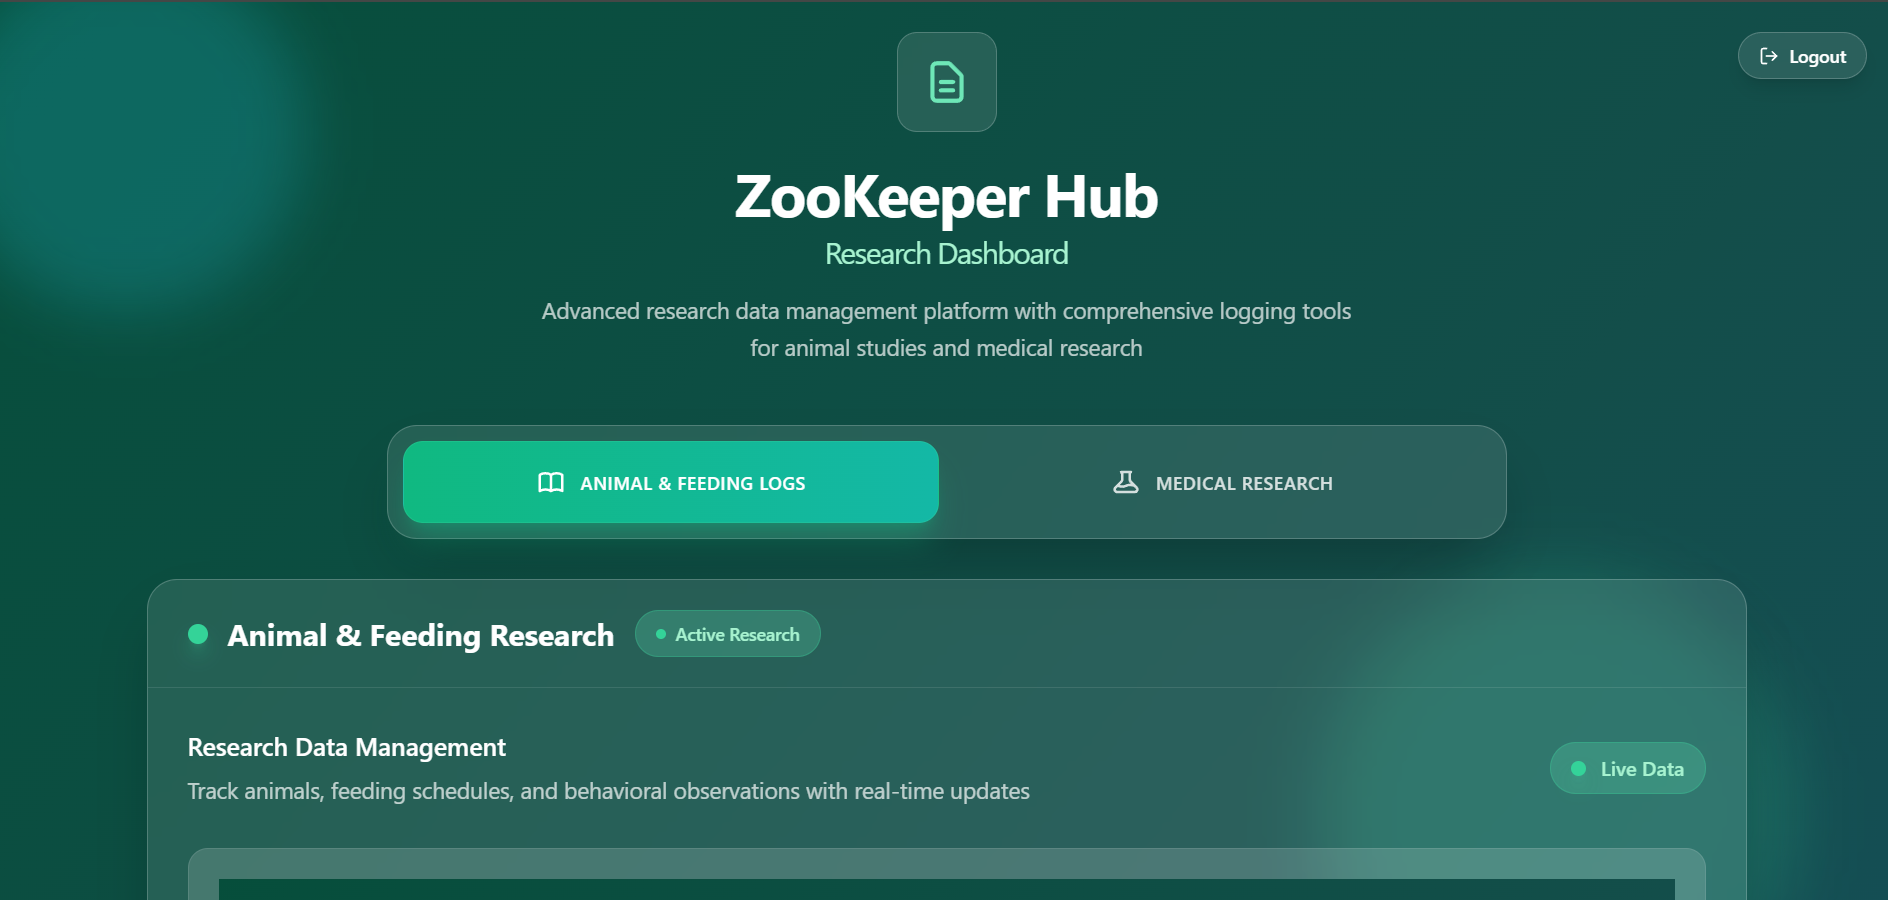 Logout
ZooKeeper Hub
Research Dashboard
Advanced research data management platform with comprehensive logging tools
for animal studies and medical research
ANIMAL & FEEDING LOGS
MEDICAL RESEARCH
Animal & Feeding Research
Active Research
Research Data Management
Track animals, feeding schedules, and behavioral observations with real-time updates
Live Data